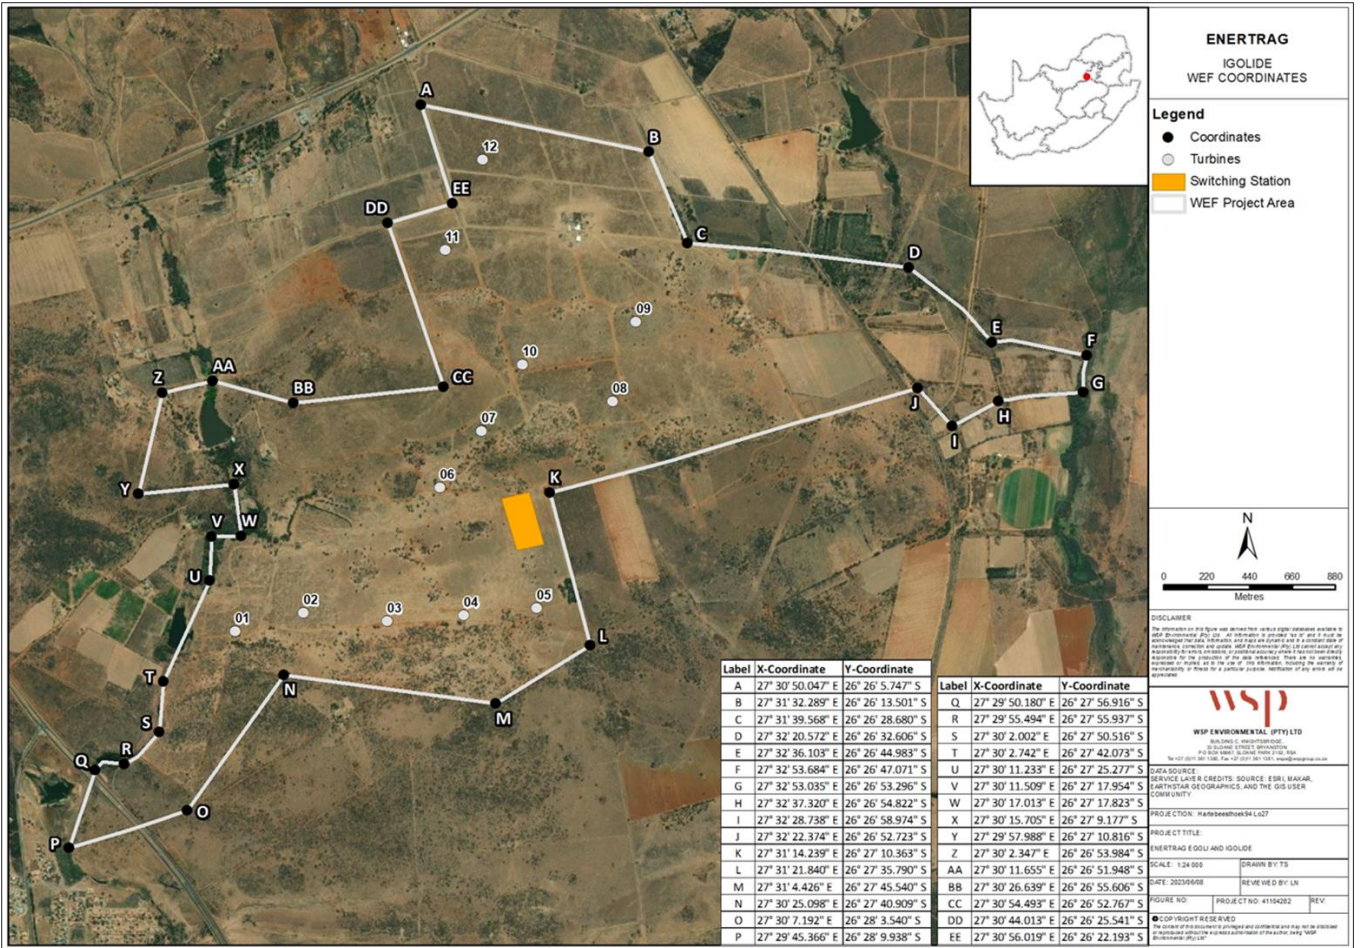 A
B
12
EE
DD
11
C
D
09
E
F
10
AA
Z
BB
CC
08
G
J
H
07
I
06
K
X
Y
V
W
U
02
01
03
04
05
L
T
N
M
S
R
Q
O
P
Label X-Coordinate Y-Coordinate
A 27° 30' 50.047" E 26° 26' 5.747" S
B 27° 31' 32.289" E 26° 26' 13.501" S
C 27° 31' 39.568" E 26° 26' 28.680" S
D 27° 32' 20.572" E 26° 26' 32.606" S
E 27° 32' 36.103" E 26° 26' 44.983" S
F 27° 32' 53.684" E 26° 26' 47.071" S
G 27° 32' 53.035" E 26° 26' 53.296" S
H 27° 32' 37.320" E 26° 26' 54.822" S
I 27° 32' 28.738" E 26° 26' 58.974" S
J 27° 32' 22.374" E 26° 26' 52.723" S
K 27° 31' 14.239" E 26° 27' 10.363" S
L 27° 31' 21.840" E 26° 27' 35.790" S
M 27° 31' 4.426" E 26° 27' 45.540" S
N 27° 30' 25.098" E 26° 27' 40.909" S
O 27° 30' 7.192" E 26° 28' 3.540" S
P 27° 29' 45.366" E 26° 28' 9.938" S
Label X-Coordinate Y-Coordinate
Q 27° 29' 50.180" E 26° 27' 56.916" S
R 27° 29' 55.494" E 26° 27' 55.937" S
S 27° 30' 2.002" E 26° 27' 50.516" S
T 27° 30' 2.742" E 26° 27' 42.073" S
U 27° 30' 11.233" E 26° 27' 25.277" S
V 27° 30' 11.509" E 26° 27' 17.954" S
W 27° 30' 17.013" E 26° 27' 17.823" S
X 27° 30' 15.705" E 26° 27' 9.177" S
Y 27° 29' 57.988" E 26° 27' 10.816" S
Z 27° 30' 2.347" E 26° 26' 53.984" S
AA 27° 30' 11.655" E 26° 26' 51.948" S
BB 27° 30' 26.639" E 26° 26' 55.606" S
CC 27° 30' 54.493" E 26° 26' 52.767" S
DD 27° 30' 44.013" E 26° 26' 25.541" S
EE 27° 30' 56.019" E 26° 26' 22.193" S
ENERTRAG
IGOLIDE
WEF COORDINATES
Legend
Coordinates
Turbines
Switching Station
WEF Project Area
N
0 220 440 660 880
Metres
DISCLAIMER
wsp
WSP ENVIRONMENTAL (PTY) LTD
BUILDING C, KNIGHTSBRIDGE,
33 SLOANE STREET, BRYANSTON
DATA SOURCE:
SERVICE LAYER CREDITS: SOURCE: ESRI, MAXAR,
EARTHSTAR GEOGRAPHICS, AND THE GIS USER
COMMUNITY
PROJECTION: Hartebeesthoek94 Lo27
PROJECT TITLE:
ENERTRAG EGOLI AND IGOLIDE
SCALE: 1:24 000 DRAWN BY: TS
DATE: 2023/06/08 REVIEWED BY: LN
FIGURE NO: PROJECT NO: 41104282 REV:
COPYRIGHT RESERVED